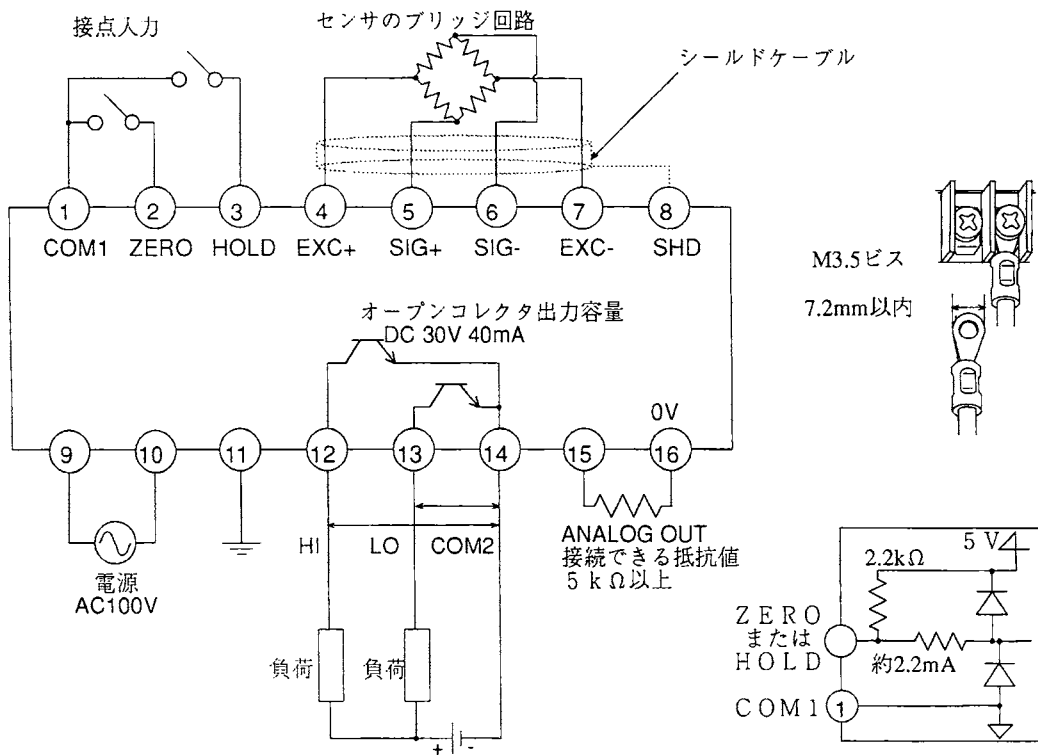 接点入力
センサのブリッジ回路
シールドケーブル
1 2 3 4 5 6 7 8
COM1 ZERO HOLD EXC+ SIG+ SIG- EXC- SHD
M3.5ビス
7.2mm以内
オープンコレクタ出力容量
DC 30V 40mA
0V
9 10 11 12 13 14 15 16
HI LO COM2
ANALOG OUT
接続できる抵抗値
5 kΩ以上
電源
AC100V
負荷 負荷
+ -
5 V
2.2kΩ
ZERO
または
HOLD
約2.2mA
COM1 1